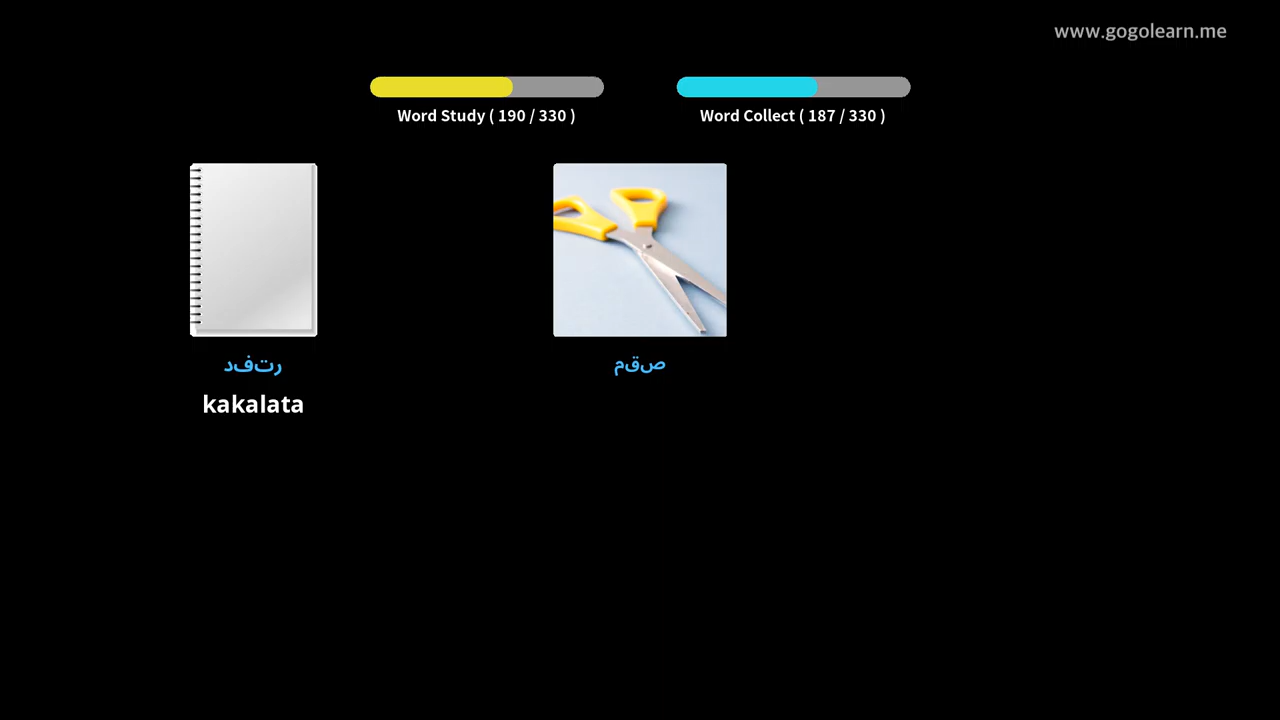 www.gogolearn.me
Word Study ( 190 / 330 )
Word Collect ( 187 / 330 )
دفتر
مقص
kakalata